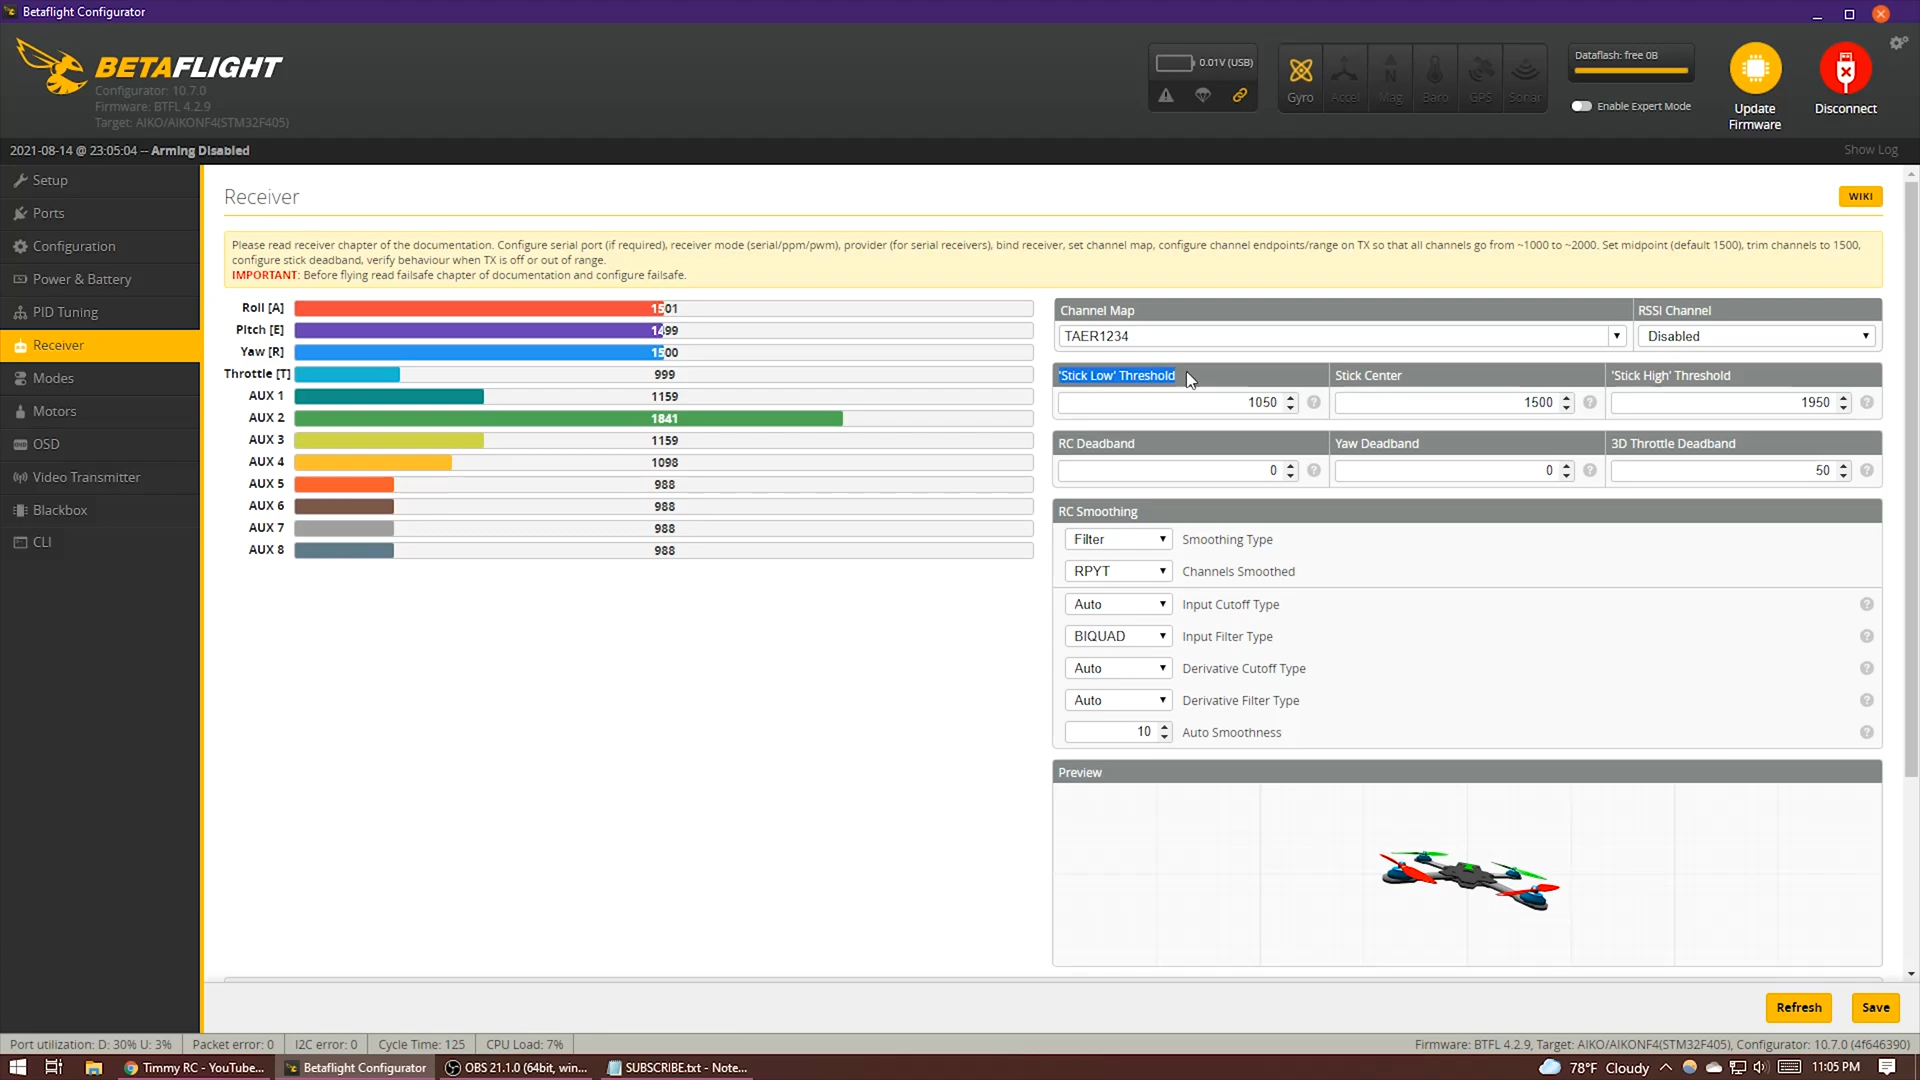 Betaflight Configurator
BETAFLIGHT
Configurator: 10.7.0
Firmware: BTFL 4.2.9
Target: AIKO/AIKONF4(STM32F405)
0.01V (USB)
Gyro
Accel
Mag
Baro
GPS
Sonar
Dataflash: free 0B
Enable Expert Mode
Update
Firmware
Disconnect
2021-08-14 @ 23:05:04 -- Arming Disabled
Show Log
Setup
Ports
Configuration
Power & Battery
PID Tuning
Receiver
Modes
Motors
OSD
Video Transmitter
Blackbox
CLI
Receiver
WIKI
Please read receiver chapter of the documentation. Configure serial port (if required), receiver mode (serial/ppm/pwm), provider (for serial receivers), bind receiver, set channel map, configure channel endpoints/range on TX so that all channels go from ~1000 to ~2000. Set midpoint (default 1500), trim channels to 1500,
configure stick deadband, verify behaviour when TX is off or out of range.
IMPORTANT: Before flying read failsafe chapter of documentation and configure failsafe.
Roll [A] 1501
Pitch [E] 1499
Yaw [R] 1500
Throttle [T] 999
AUX 1 1159
AUX 2 1841
AUX 3 1159
AUX 4 1098
AUX 5 988
AUX 6 988
AUX 7 988
AUX 8 988
Channel Map RSSI Channel
TAER1234 Disabled
'Stick Low' Threshold Stick Center 'Stick High' Threshold
1050 1500 1950
RC Deadband Yaw Deadband 3D Throttle Deadband
0 0 50
RC Smoothing
Filter Smoothing Type
RPYT Channels Smoothed
Auto Input Cutoff Type
BIQUAD Input Filter Type
Auto Derivative Cutoff Type
Auto Derivative Filter Type
10 Auto Smoothness
Preview
Refresh Save
Port utilization: D: 30% U: 3% Packet error: 0 I2C error: 0 Cycle Time: 125 CPU Load: 7% Firmware: BTFL 4.2.9, Target: AIKO/AIKONF4(STM32F405), Configurator: 10.7.0 (4f646390)
Timmy RC - YouTube... Betaflight Configurator OBS 21.1.0 (64bit, win... SUBSCRIBE.txt - Note... 78°F Cloudy 11:05 PM